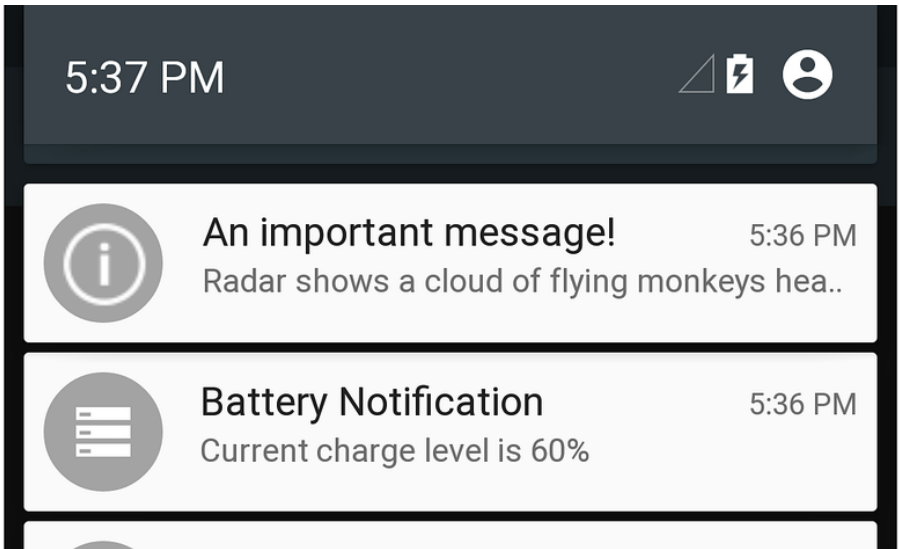 5:37 PM
An important message!
5:36 PM
Radar shows a cloud of flying monkeys hea..
Battery Notification
5:36 PM
Current charge level is 60%